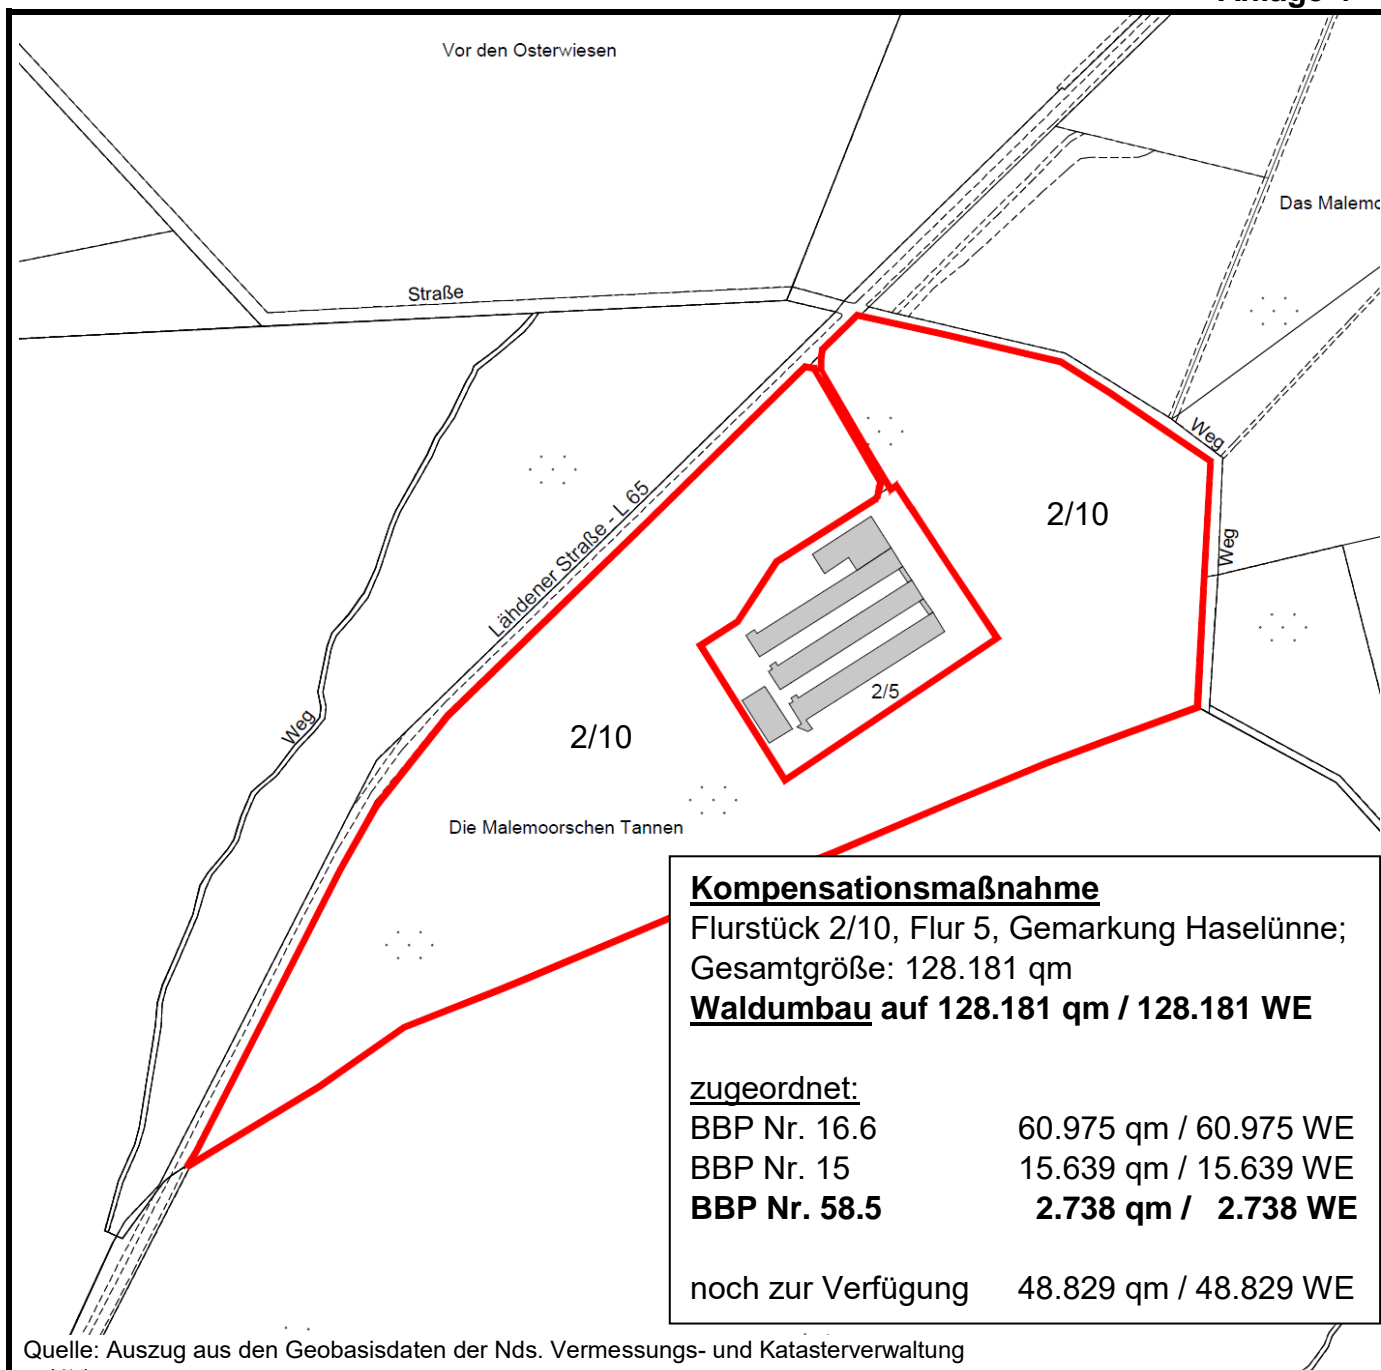 Vor den Osterwiesen
Das Malemo
Straße
Weg
2/10
Weg
Lähdener Straße - L 65
2/5
Weg
2/10
Die Malemoorschen Tannen
Kompensationsmaßnahme
Flurstück 2/10, Flur 5, Gemarkung Haselünne;
Gesamtgröße: 128.181 qm
Waldumbau auf 128.181 qm / 128.181 WE
zugeordnet:
BBP Nr. 16.6 60.975 qm / 60.975 WE
BBP Nr. 15 15.639 qm / 15.639 WE
BBP Nr. 58.5 2.738 qm / 2.738 WE
noch zur Verfügung 48.829 qm / 48.829 WE
Quelle: Auszug aus den Geobasisdaten der Nds. Vermessungs- und Katasterverwaltung